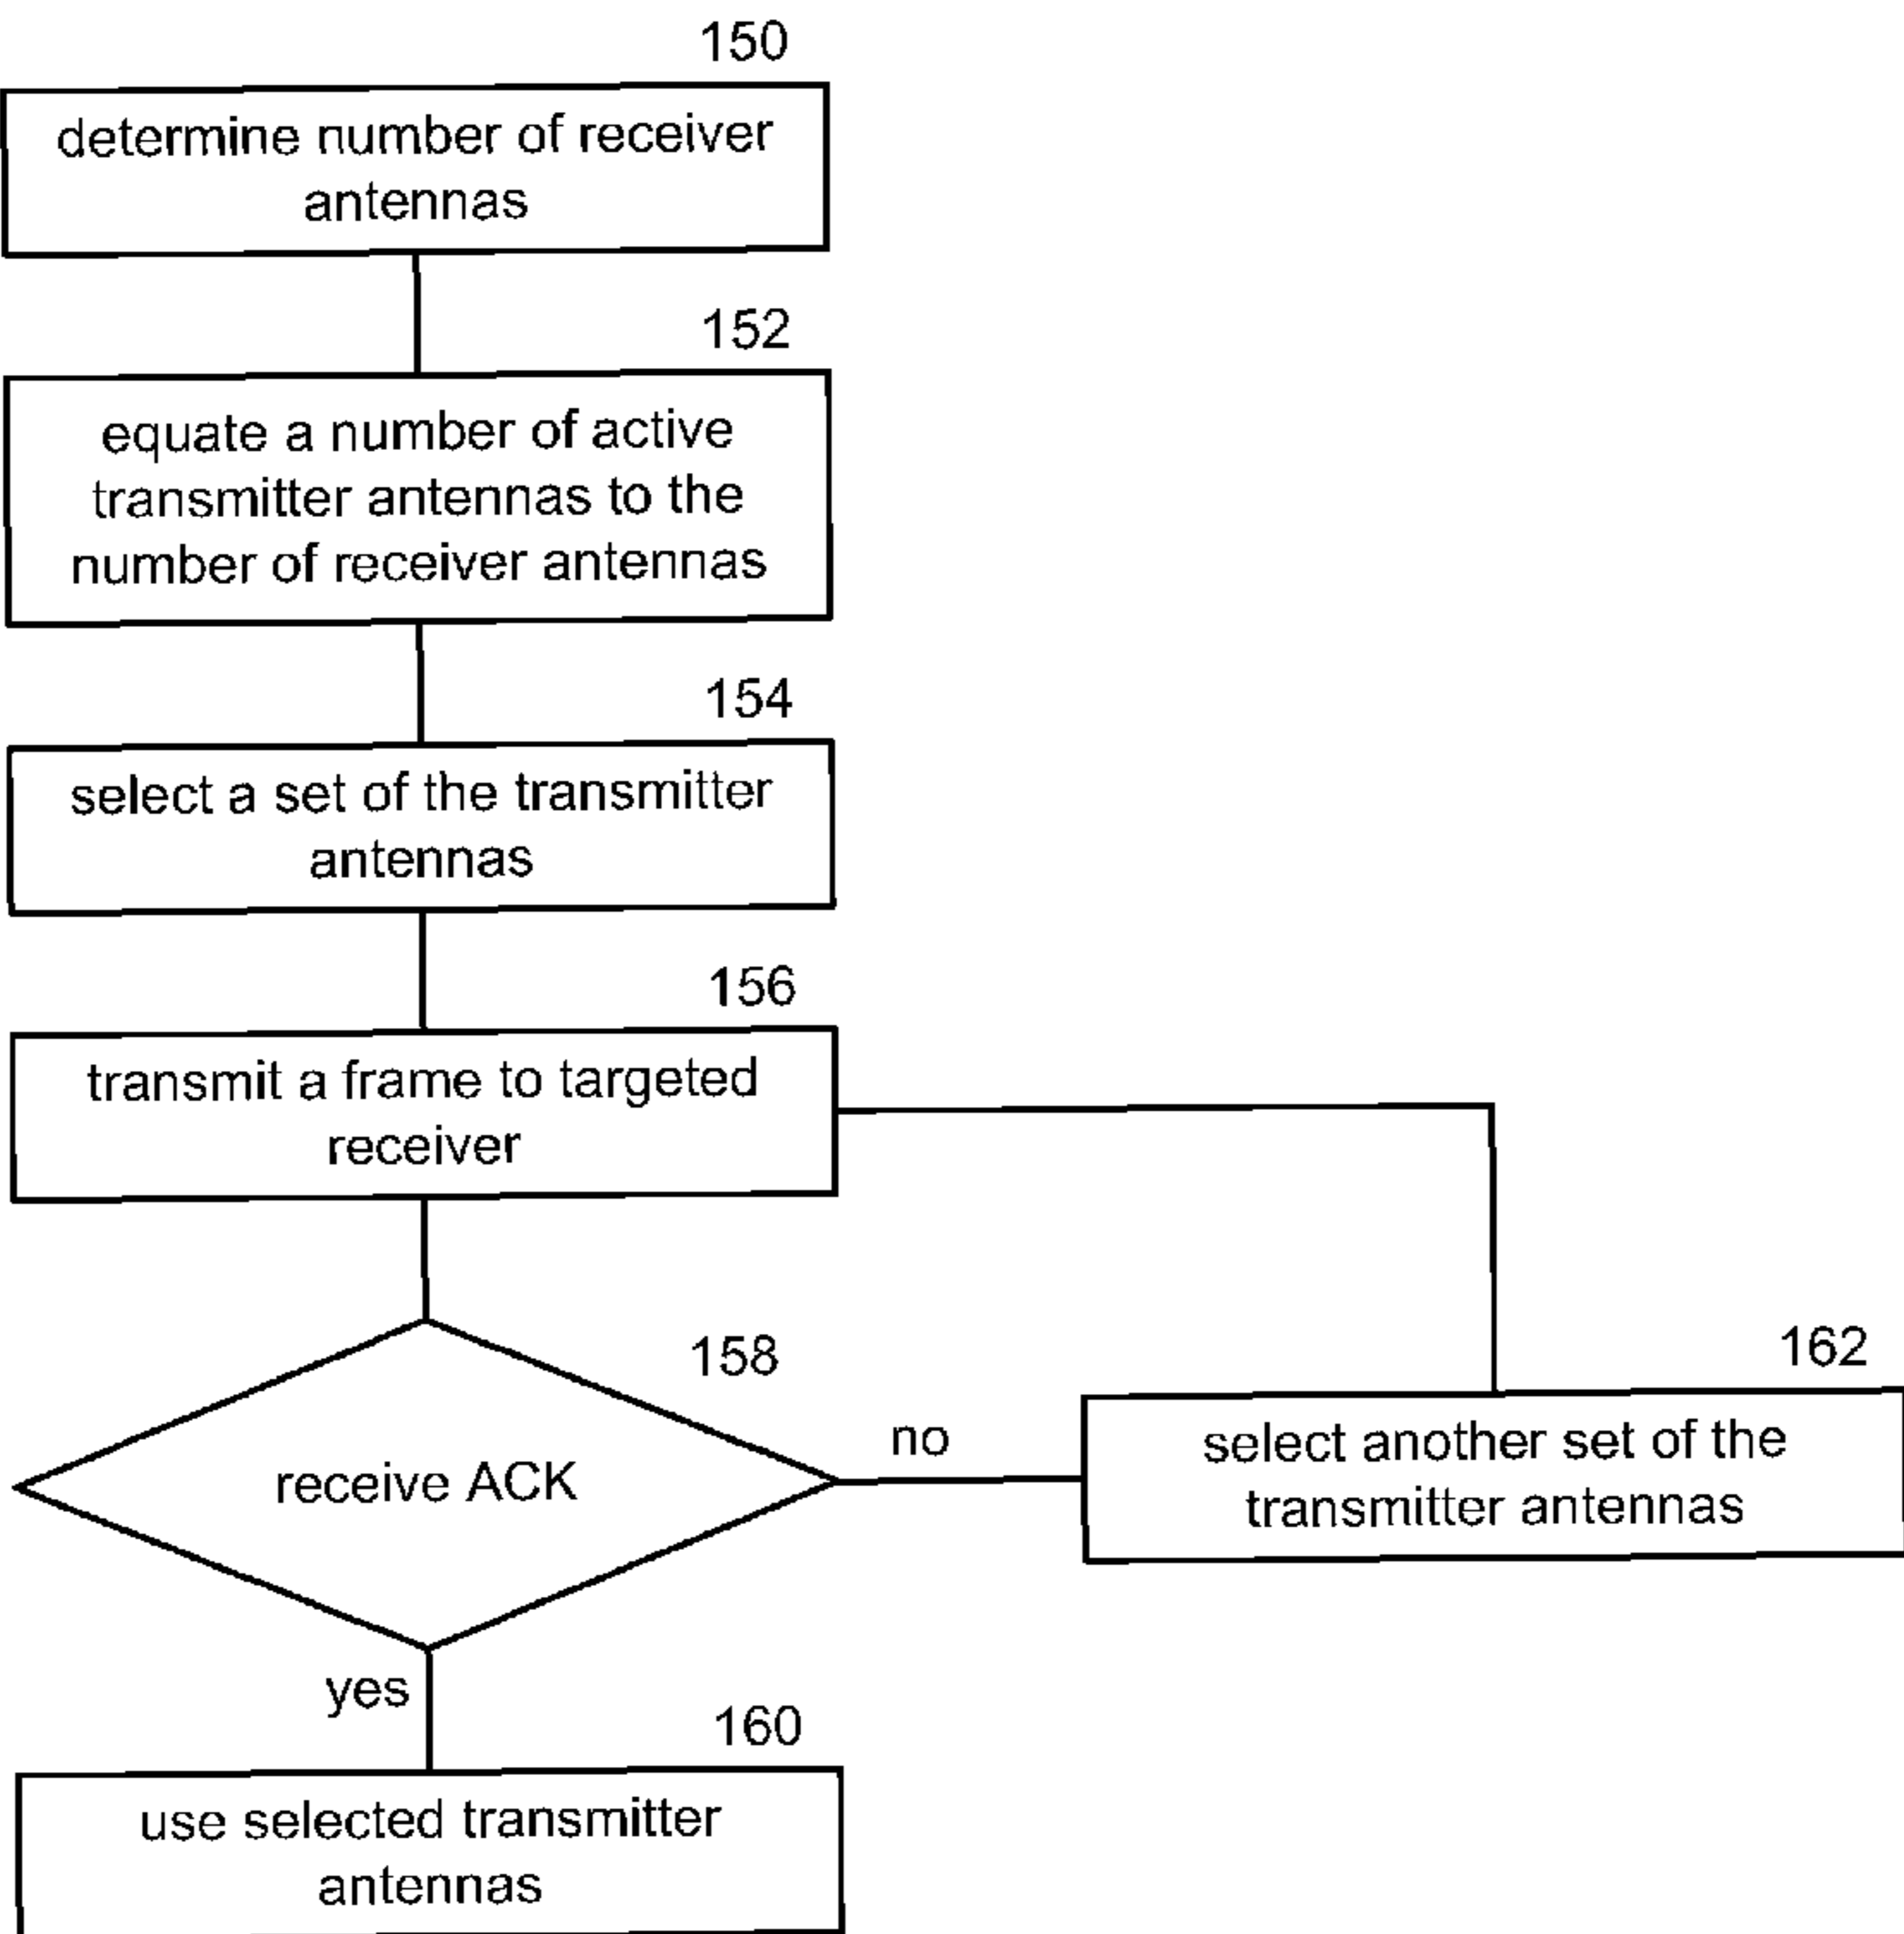 150
determine number of receiver
antennas
152
equate a number of active
transmitter antennas to the
number of receiver antennas
154
select a set of the transmitter
antennas
156
transmit a frame to targeted
receiver
158
receive ACK
no
162
select another set of the
transmitter antennas
yes
160
use selected transmitter
antennas